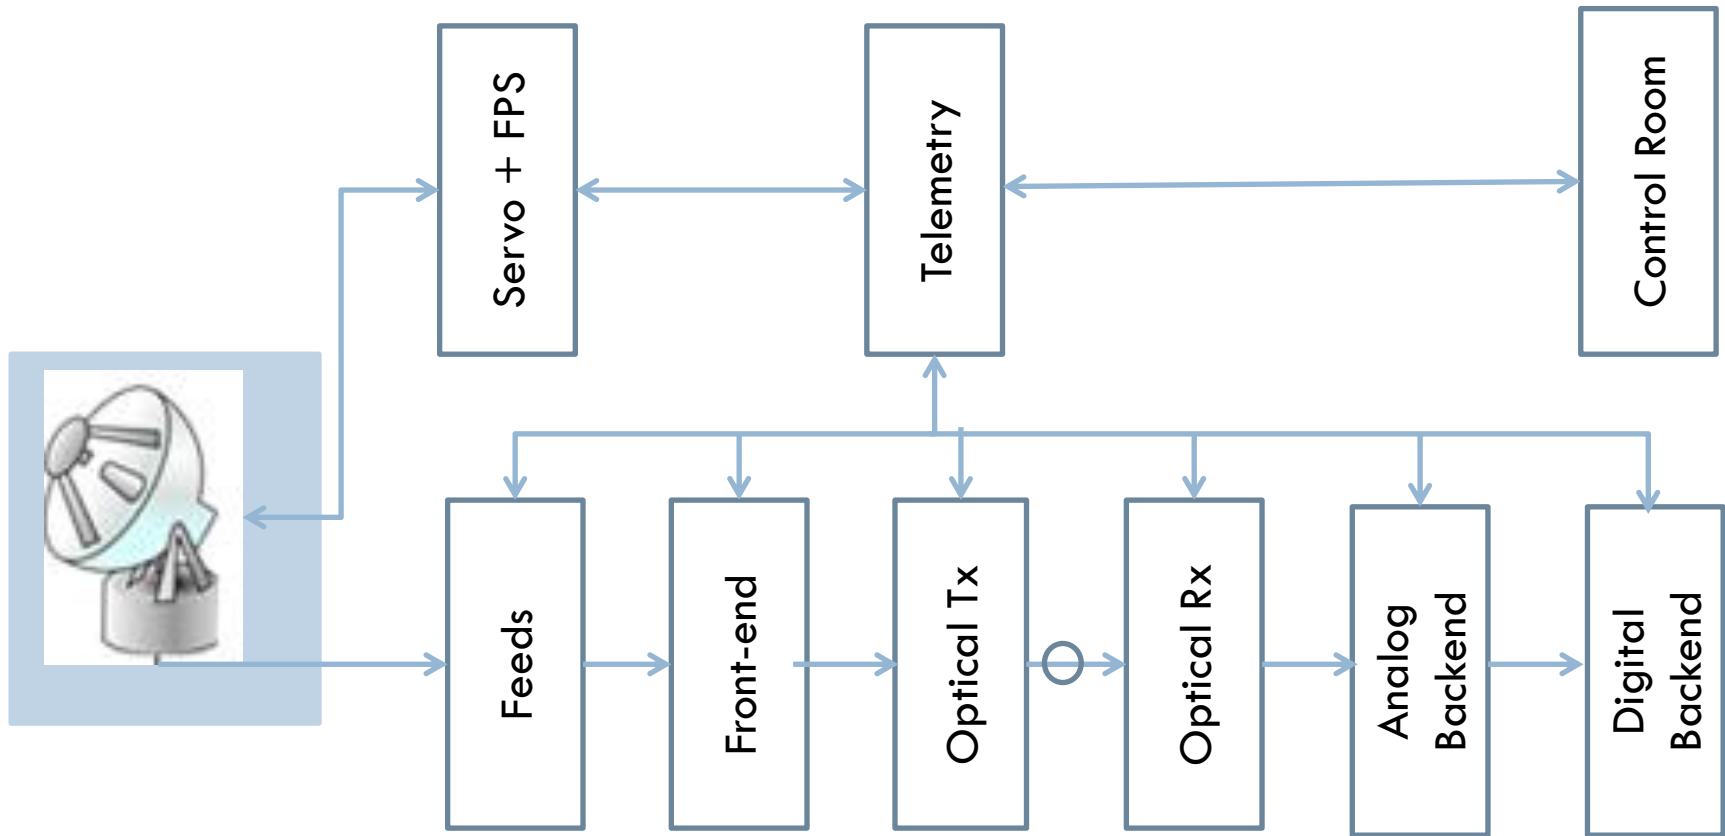 Servo + FPS
Telemetry
Control Room
Feeds
Front-end
Optical Tx
Optical Rx
Analog
Backend
Digital
Backend